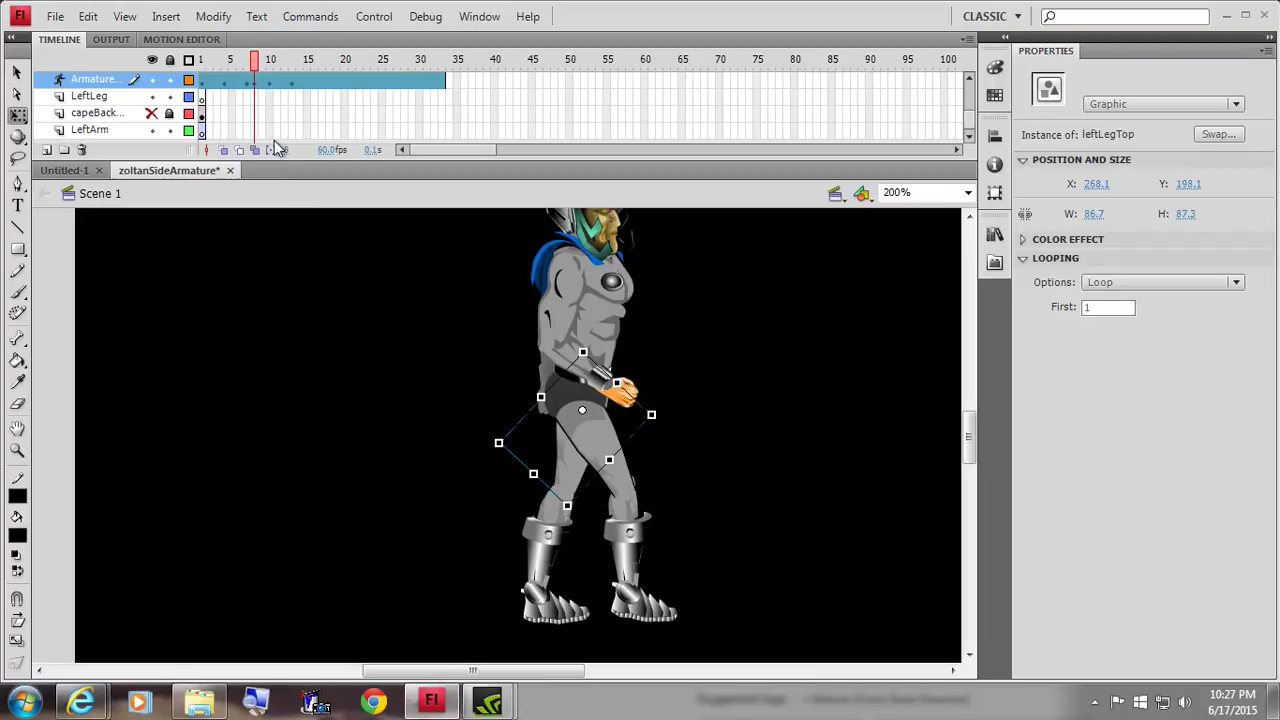 Fl File Edit View Insert Modify Text Commands Control Debug Window Help CLASSIC
TIMELINE OUTPUT MOTION EDITOR
PROPERTIES
1 5 10 15 20 25 30 35 40 45 50 55 60 65 70 75 80 85 90 95 100
Armature...
LeftLeg
capeBack...
LeftArm
60.0fps 0.1s
Graphic
Instance of: leftLegTop Swap...
POSITION AND SIZE
X: 268.1 Y: 198.1
W: 86.7 H: 87.3
COLOR EFFECT
LOOPING
Options: Loop
First: 1
Untitled-1 × zoltanSideArmature* ×
Scene 1 200%
T
Fl
10:27 PM
6/17/2015